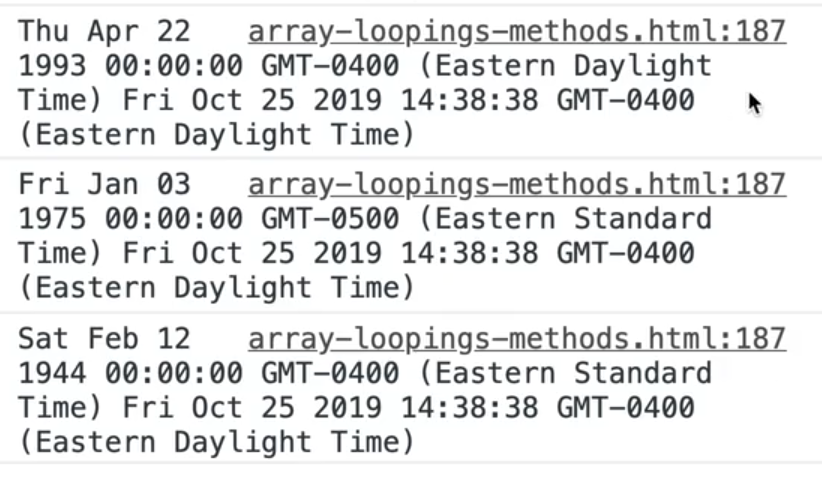 Thu Apr 22 array-loopings-methods.html:187
1993 00:00:00 GMT-0400 (Eastern Daylight
Time) Fri Oct 25 2019 14:38:38 GMT-0400
(Eastern Daylight Time)
Fri Jan 03 array-loopings-methods.html:187
1975 00:00:00 GMT-0500 (Eastern Standard
Time) Fri Oct 25 2019 14:38:38 GMT-0400
(Eastern Daylight Time)
Sat Feb 12 array-loopings-methods.html:187
1944 00:00:00 GMT-0400 (Eastern Standard
Time) Fri Oct 25 2019 14:38:38 GMT-0400
(Eastern Daylight Time)